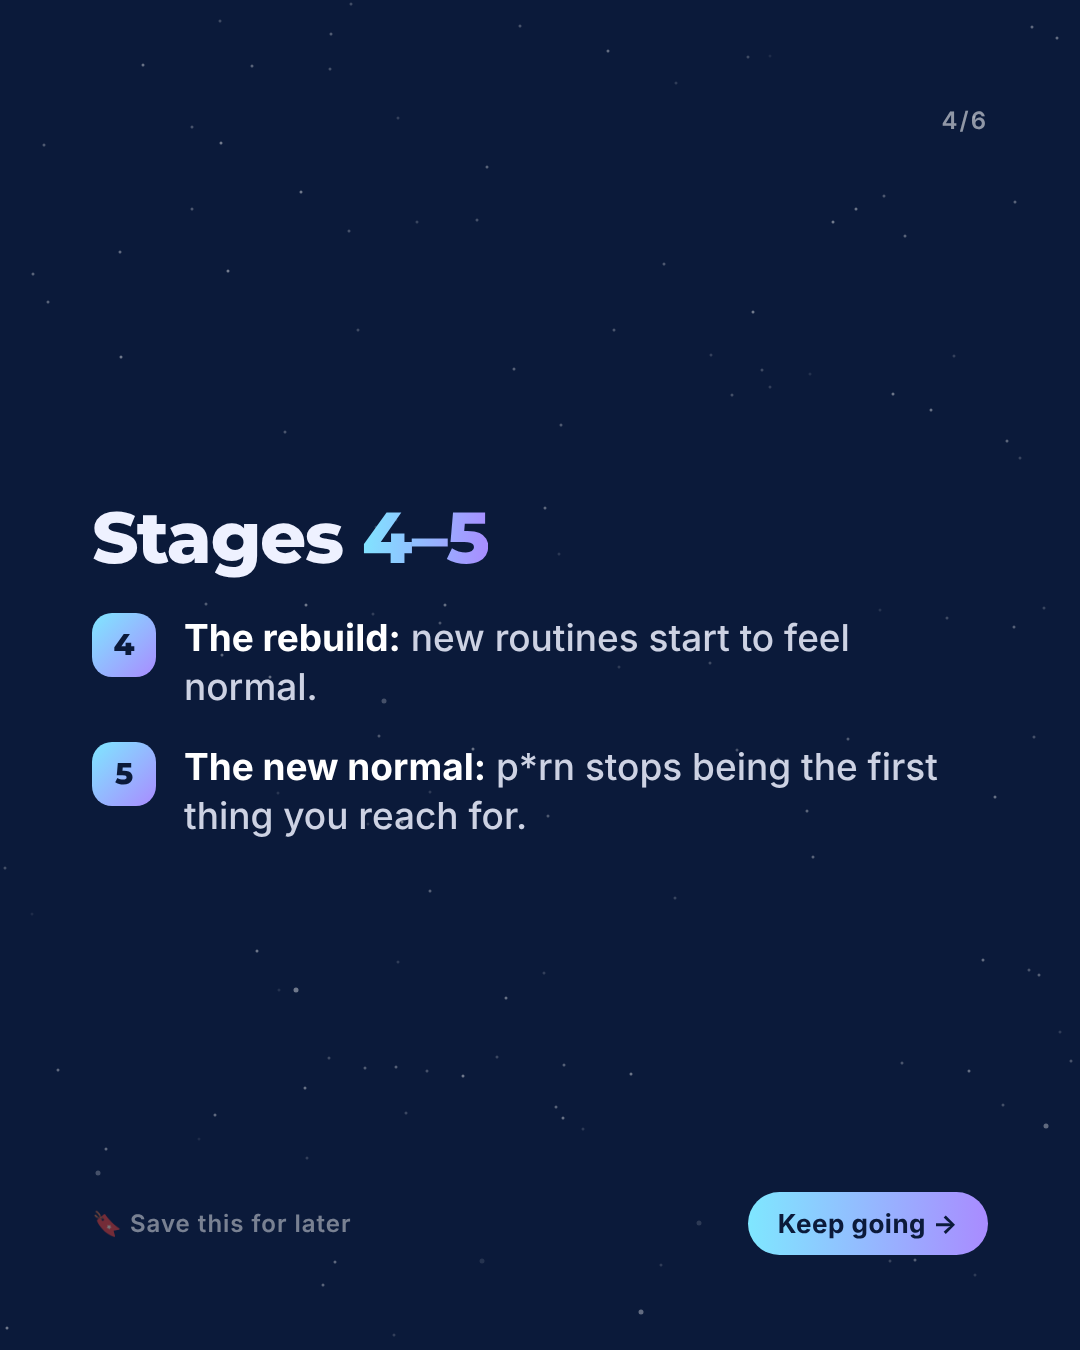 4/6
Stages 4–5
4
The rebuild: new routines start to feel
normal.
5
The new normal: p*rn stops being the first
thing you reach for.
🔖 Save this for later
Keep going →